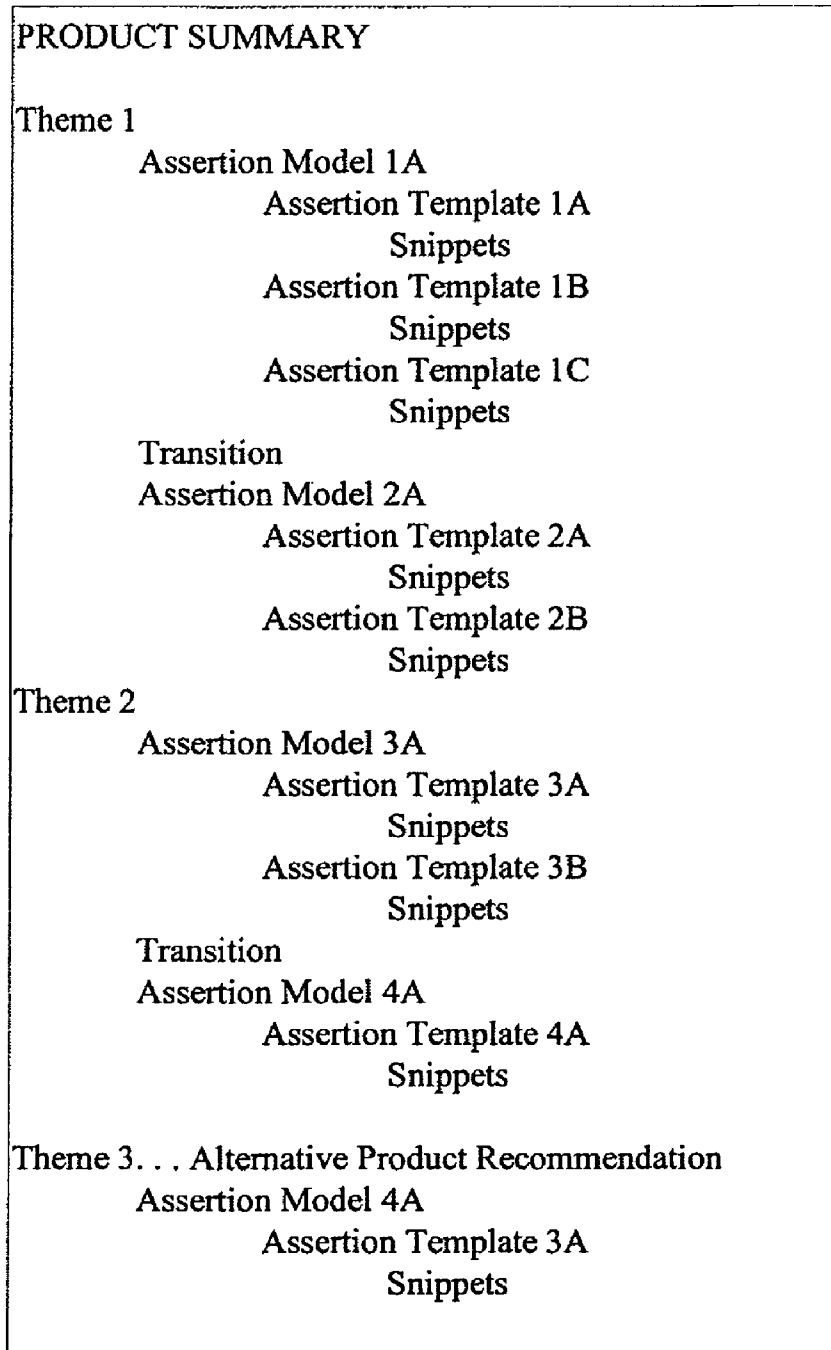 PRODUCT SUMMARY
Theme 1
Assertion Model 1A
Assertion Template 1A
Snippets
Assertion Template 1B
Snippets
Assertion Template 1C
Snippets
Transition
Assertion Model 2A
Assertion Template 2A
Snippets
Assertion Template 2B
Snippets
Theme 2
Assertion Model 3A
Assertion Template 3A
Snippets
Assertion Template 3B
Snippets
Transition
Assertion Model 4A
Assertion Template 4A
Snippets
Theme 3. . . Alternative Product Recommendation
Assertion Model 4A
Assertion Template 3A
Snippets